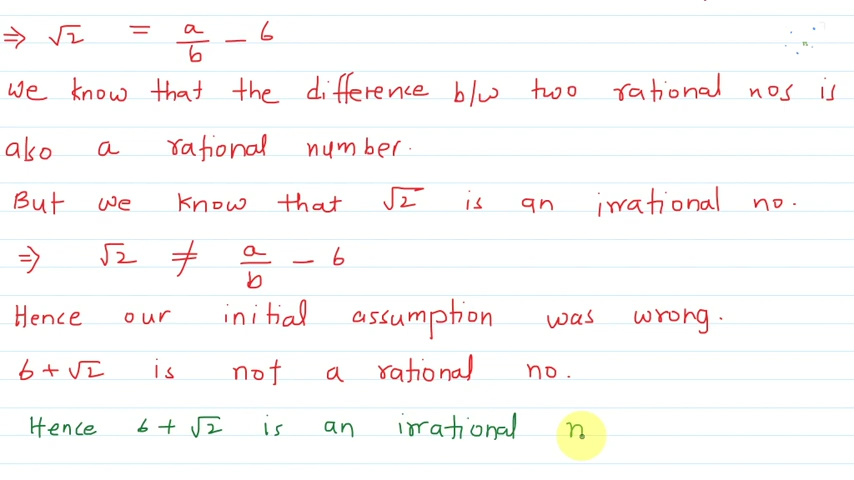 ⇒ √2 = a/b - 6
We know that the difference b/w two rational nos is
also a rational number.
But we know that √2 is an irrational no.
⇒ √2 ≠ a/b - 6
Hence our initial assumption was wrong.
6 + √2 is not a rational no.
Hence 6 + √2 is an irrational n